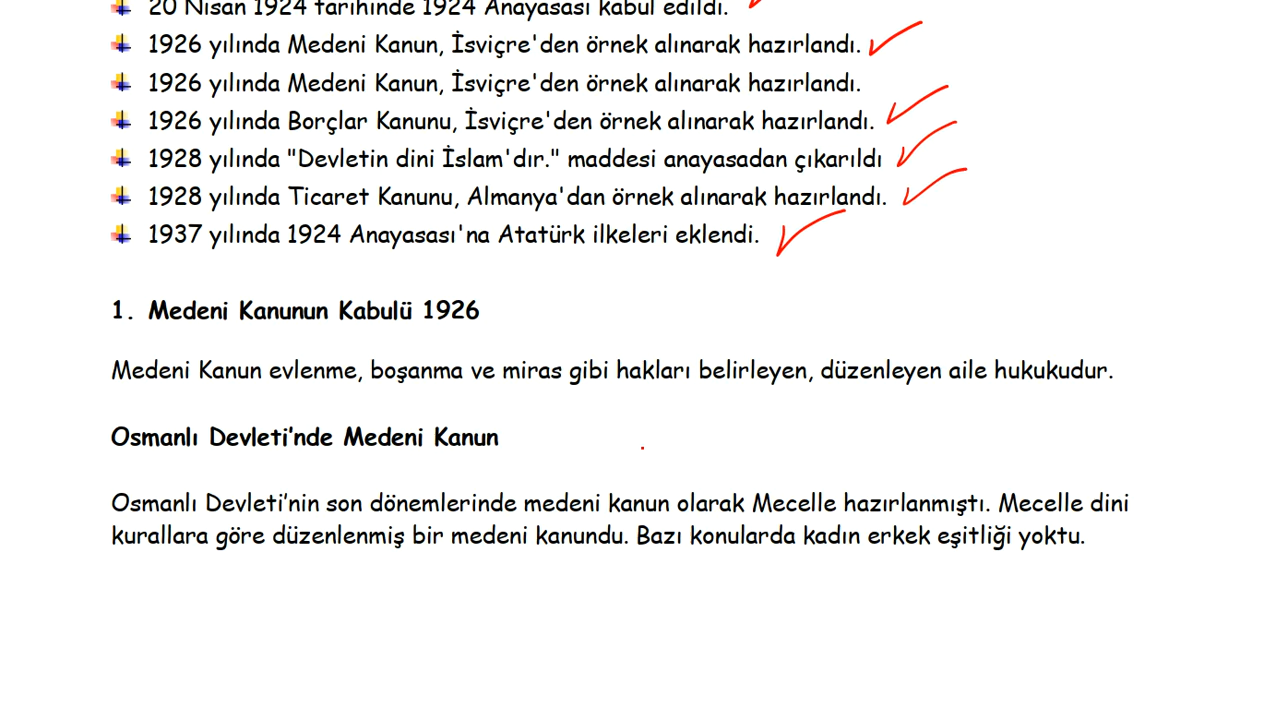 20 Nisan 1924 tarihinde 1924 Anayasası kabul edildi.
1926 yılında Medeni Kanun, İsviçre'den örnek alınarak hazırlandı.
1926 yılında Medeni Kanun, İsviçre'den örnek alınarak hazırlandı.
1926 yılında Borçlar Kanunu, İsviçre'den örnek alınarak hazırlandı.
1928 yılında "Devletin dini İslam'dır." maddesi anayasadan çıkarıldı
1928 yılında Ticaret Kanunu, Almanya'dan örnek alınarak hazırlandı.
1937 yılında 1924 Anayasası'na Atatürk ilkeleri eklendi.
1. Medeni Kanunun Kabulü 1926
Medeni Kanun evlenme, boşanma ve miras gibi hakları belirleyen, düzenleyen aile hukukudur.
Osmanlı Devleti’nde Medeni Kanun
Osmanlı Devleti’nin son dönemlerinde medeni kanun olarak Mecelle hazırlanmıştı. Mecelle dini
kurallara göre düzenlenmiş bir medeni kanundu. Bazı konularda kadın erkek eşitliği yoktu.